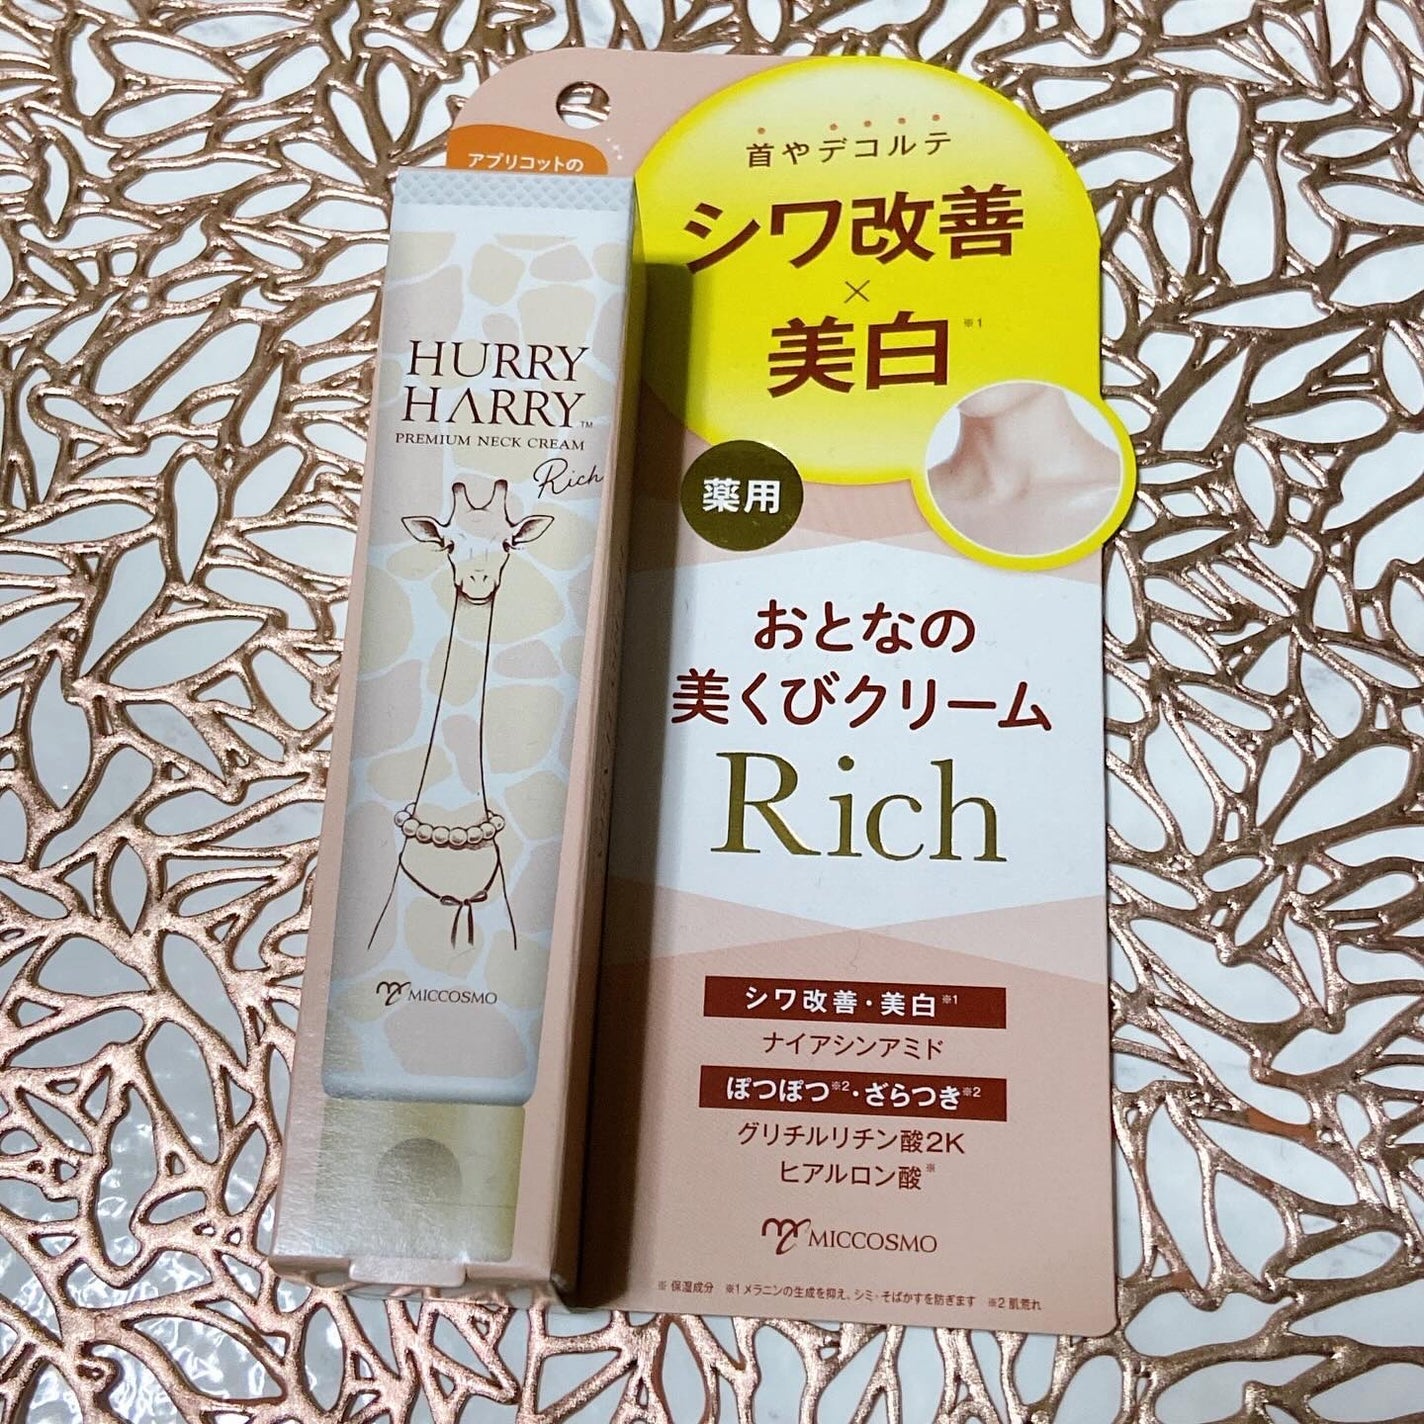 アプリコットの
HURRY
HARRY™
PREMIUM NECK CREAM
Rich
MICCOSMO
首やデコルテ
シワ改善
×
美白※1
薬用
おとなの
美くびクリーム
Rich
シワ改善・美白※1
ナイアシンアミド
ぽつぽつ※2・ざらつき※2
グリチルリチン酸2K
ヒアルロン酸※
MICCOSMO
※ 保湿成分 ※1 メラニンの生成を抑え、シミ・そばかすを防ぎます ※2 肌荒れ